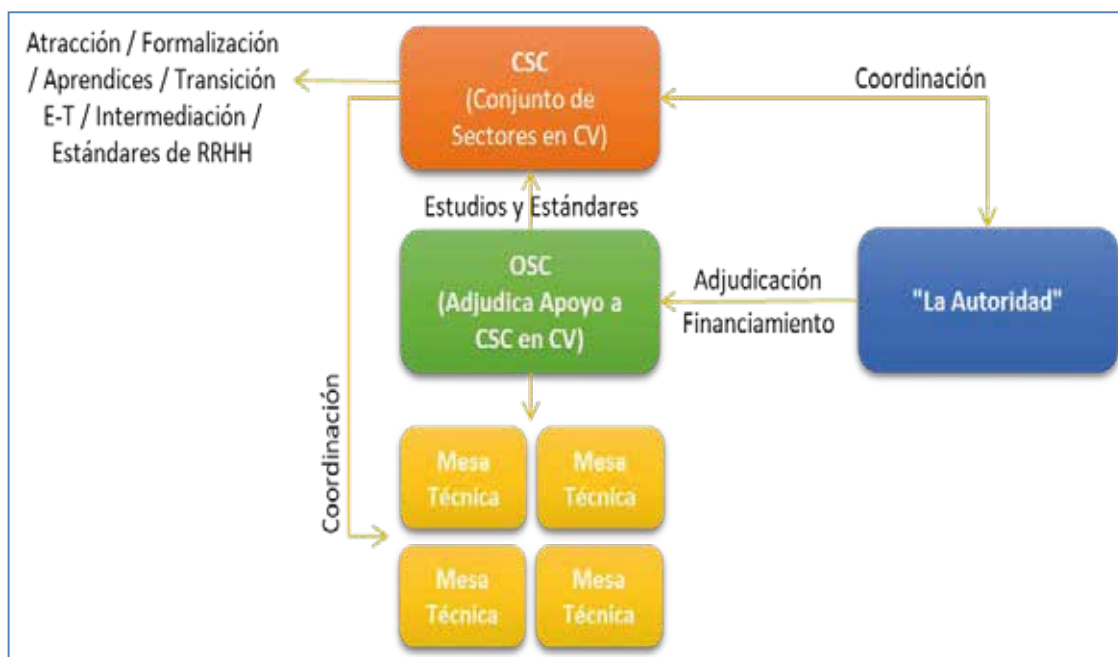 Atracción / Formalización
/ Aprendices / Transición
E-T / Intermediación /
Estándares de RRHH
CSC
(Conjunto de
Sectores en CV)
Coordinación
Estudios y Estándares
OSC
(Adjudica Apoyo a
CSC en CV)
Adjudicación
Financiamiento
"La Autoridad"
Coordinación
Mesa
Técnica
Mesa
Técnica
Mesa
Técnica
Mesa
Técnica